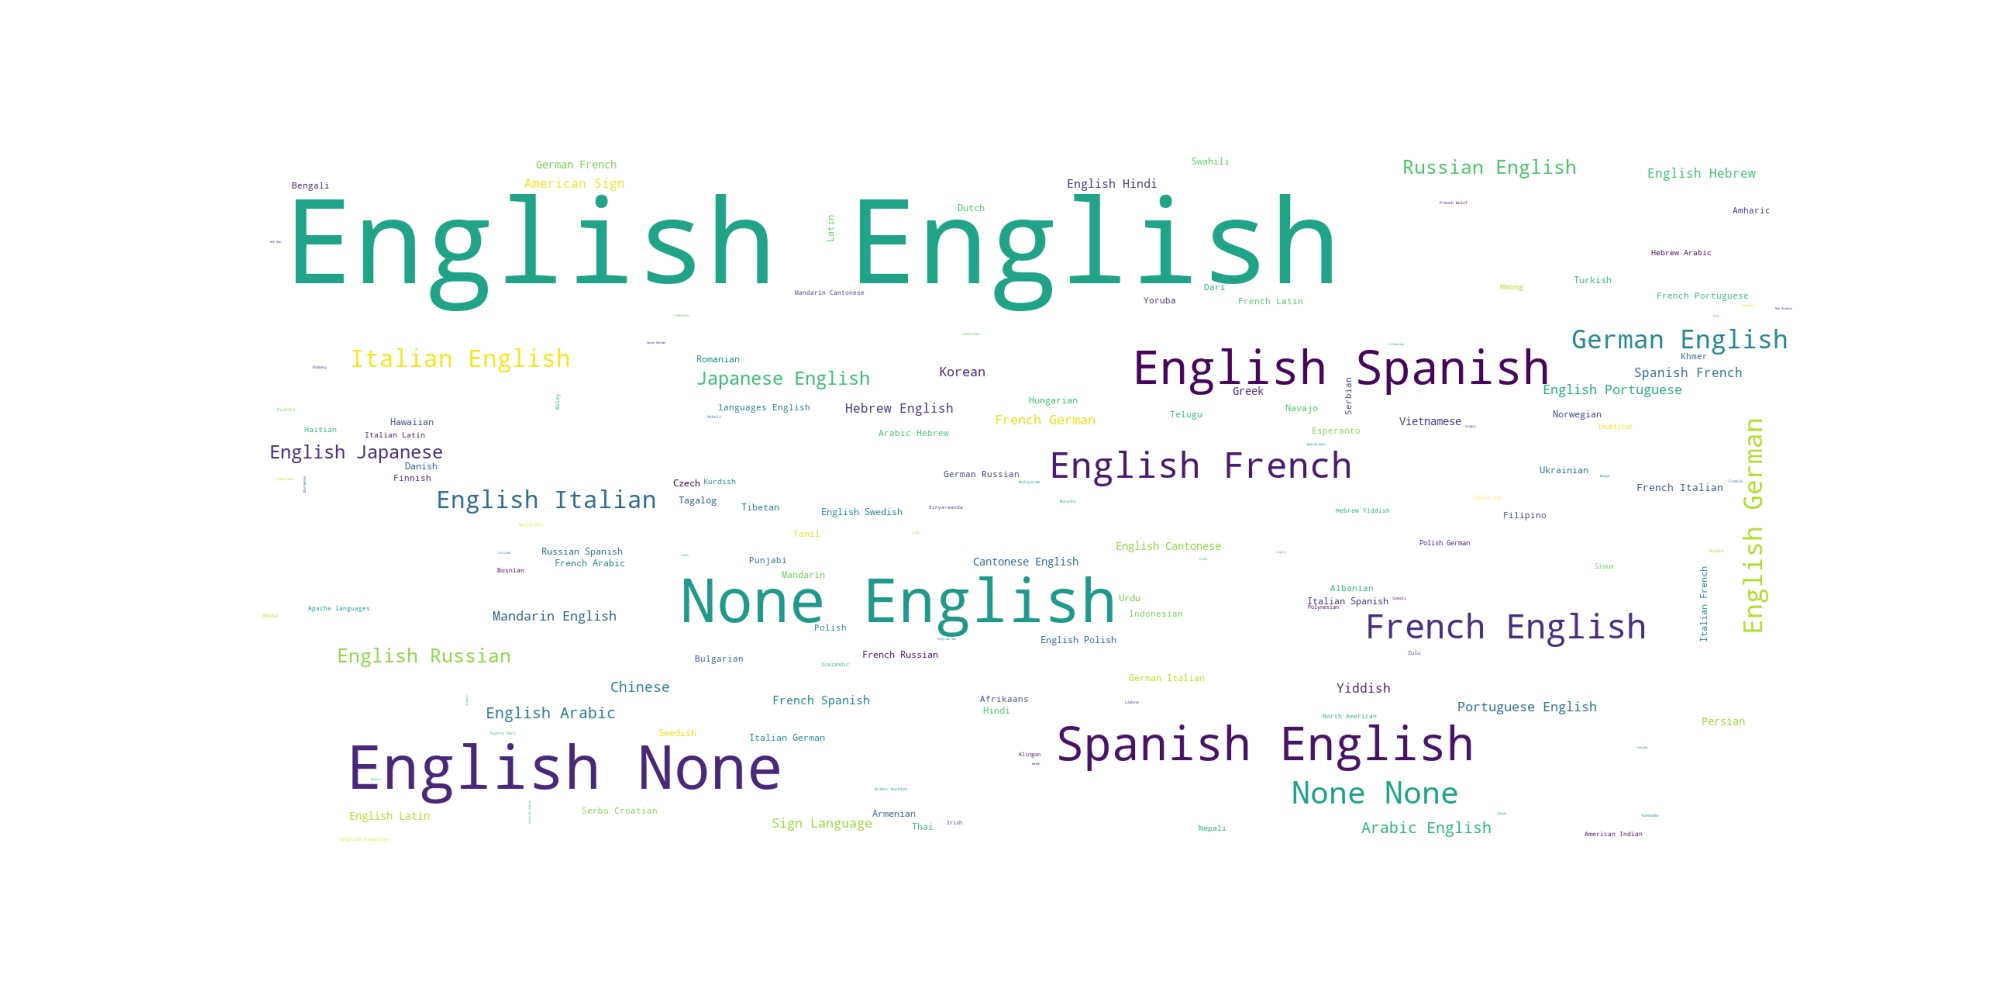 German French
Swahili
Russian English
English Hebrew
American Sign
English Hindi
Bengali
Dutch
Amharic
Latin
English English
Hebrew Arabic
Turkish
Dari
Hmong
Mandarin Cantonese
French Portuguese
Yoruba
French Latin
German English
Italian English
Romanian
Khmer
English Spanish
Korean
Spanish French
Japanese English
English Portuguese
Greek
Serbian
Hungarian
languages English
Hebrew English
Navajo
Norwegian
Telugu
French German
Vietnamese
Hawaiian
Inuktitut
Haitian
Esperanto
Arabic Hebrew
Italian Latin
English Japanese
Danish
English French
Ukrainian
German Russian
Finnish
Kurdish
Czech
French Italian
English Italian
Tagalog
Tibetan
Kinyarwanda
Hebrew Yiddish
English Swedish
Filipino
English German
Tamil
Polish German
English Cantonese
Russian Spanish
Punjabi
Cantonese English
French Arabic
Sioux
Bosnian
Mandarin
Albanian
None English
Urdu
Italian Spanish
Polynesian
Italian French
Apache languages
Indonesian
Mandarin English
Polish
French English
English Polish
Zulu
English Russian
French Russian
Bulgarian
Icelandic
German Italian
Chinese
Yiddish
Afrikaans
French Spanish
Portuguese English
Hindi
English Arabic
North American
Persian
Swedish
Italian German
Spanish English
Klingon
English None
None None
Serbo Croatian
Armenian
English Latin
Irish
Sign Language
Thai
Nepali
Arabic English
American Indian
English Croatian